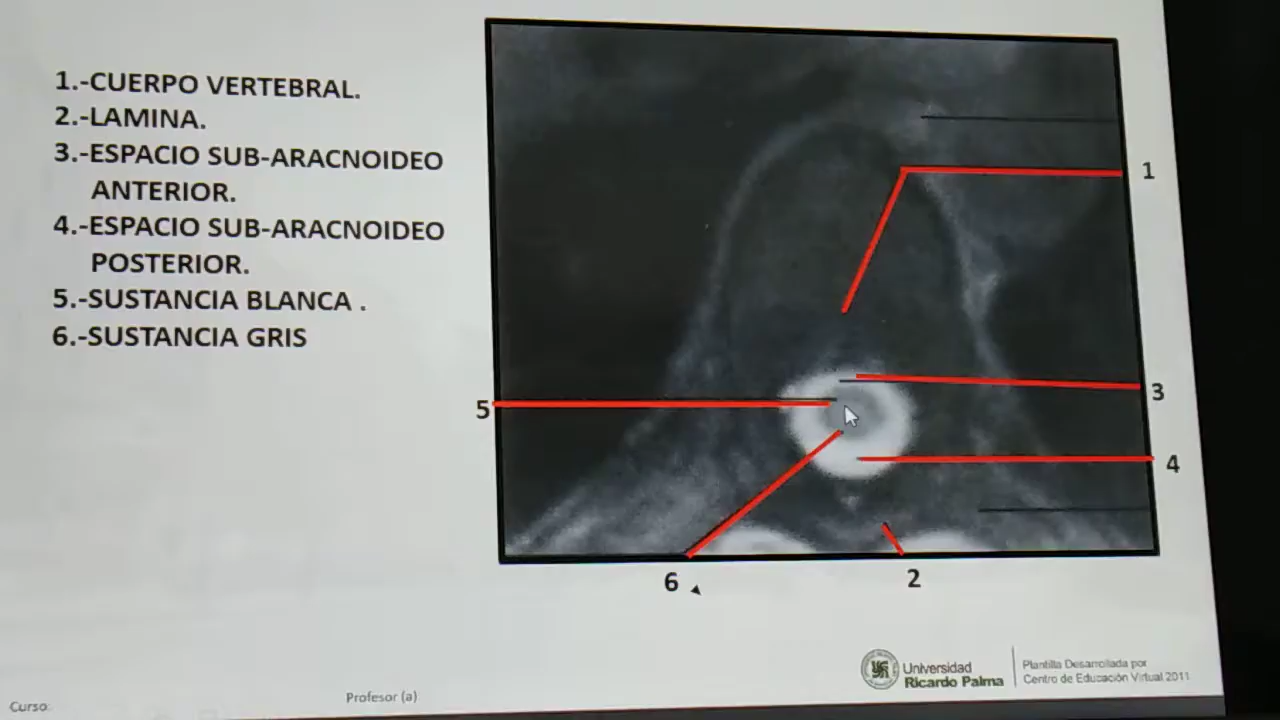 1.-CUERPO VERTEBRAL.
2.-LAMINA.
3.-ESPACIO SUB-ARACNOIDEO
ANTERIOR.
4.-ESPACIO SUB-ARACNOIDEO
POSTERIOR.
5.-SUSTANCIA BLANCA .
6.-SUSTANCIA GRIS
1
3
5
4
6
2
Universidad
Ricardo Palma
Plantilla Desarrollada por
Centro de Educación Virtual 2011
Profesor (a)
Curso: